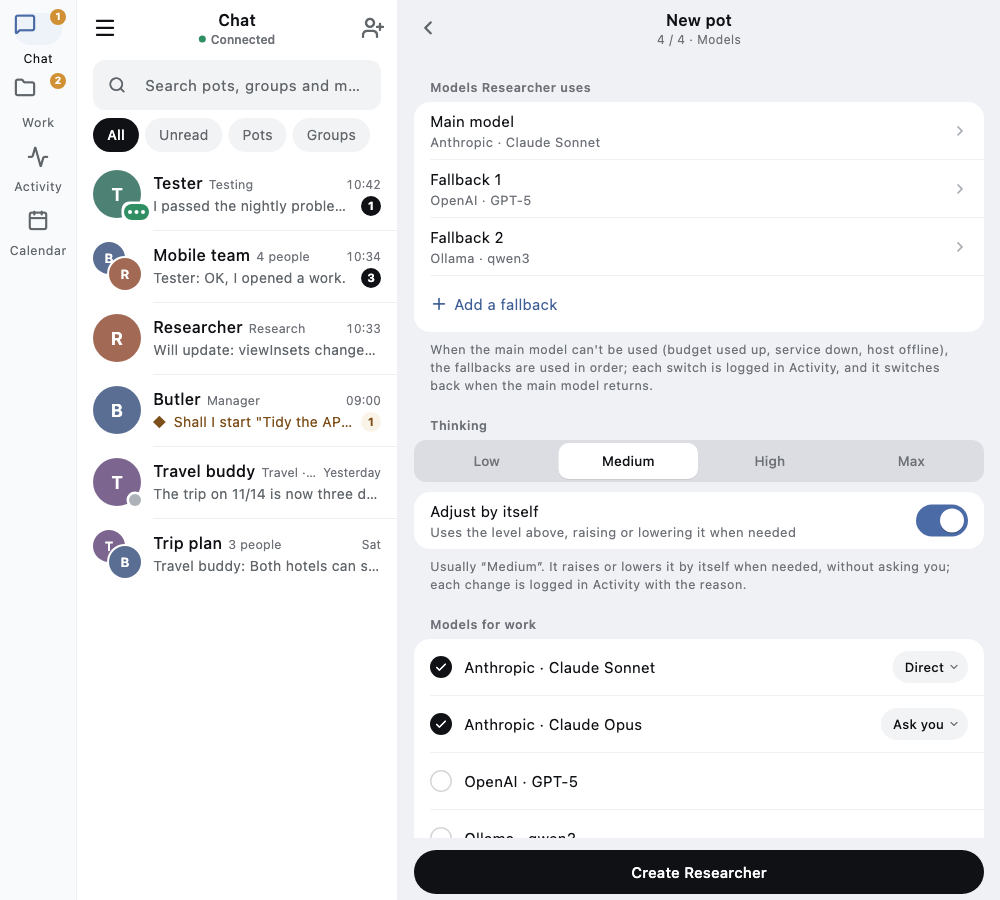 1
Chat
2
Work
Activity
Calendar
Chat
Connected
Search pots, groups and m...
All
Unread
Pots
Groups
T
Tester Testing 10:42
I passed the nightly proble... 1
B
R
Mobile team 4 people 10:34
Tester: OK, I opened a work. 3
R
Researcher Research 10:33
Will update: viewInsets change...
B
Butler Manager 09:00
Shall I start "Tidy the AP... 1
T
Travel buddy Travel ·... Yesterday
The trip on 11/14 is now three d...
T
B
Trip plan 3 people Sat
Travel buddy: Both hotels can s...
New pot
4 / 4 · Models
Models Researcher uses
Main model
Anthropic · Claude Sonnet
Fallback 1
OpenAI · GPT-5
Fallback 2
Ollama · qwen3
+ Add a fallback
When the main model can't be used (budget used up, service down, host offline),
the fallbacks are used in order; each switch is logged in Activity, and it switches
back when the main model returns.
Thinking
Low
Medium
High
Max
Adjust by itself
Uses the level above, raising or lowering it when needed
Usually “Medium”. It raises or lowers it by itself when needed, without asking you;
each change is logged in Activity with the reason.
Models for work
Anthropic · Claude Sonnet Direct
Anthropic · Claude Opus Ask you
OpenAI · GPT-5
Ollama · qwen3
Create Researcher